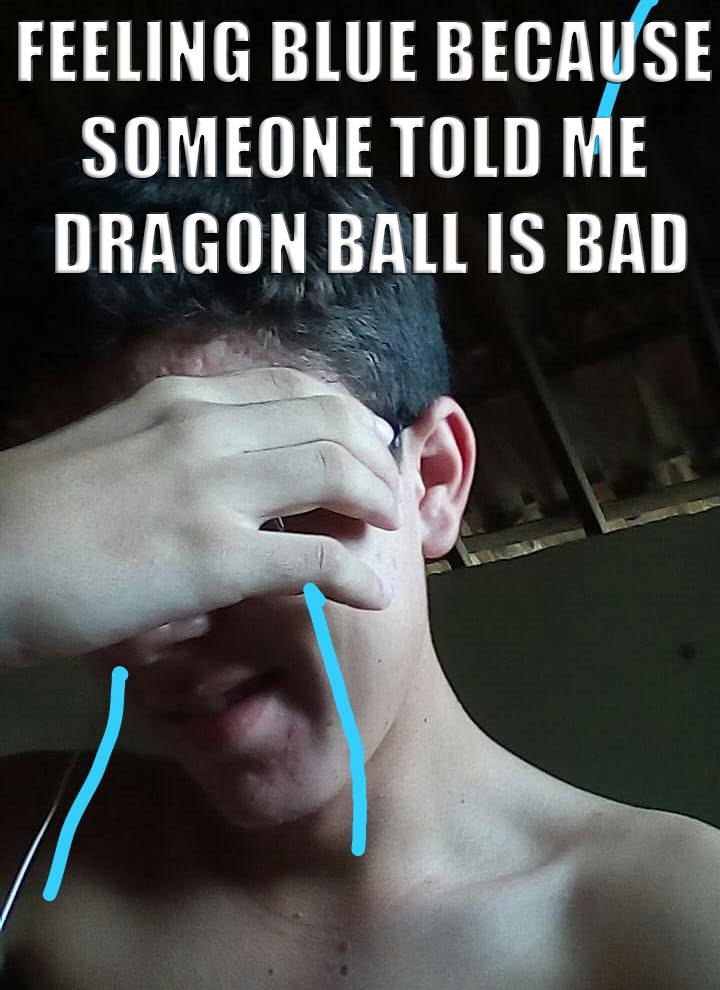 FEELING BLUE BECAUSE
SOMEONE TOLD ME
DRAGON BALL IS BAD